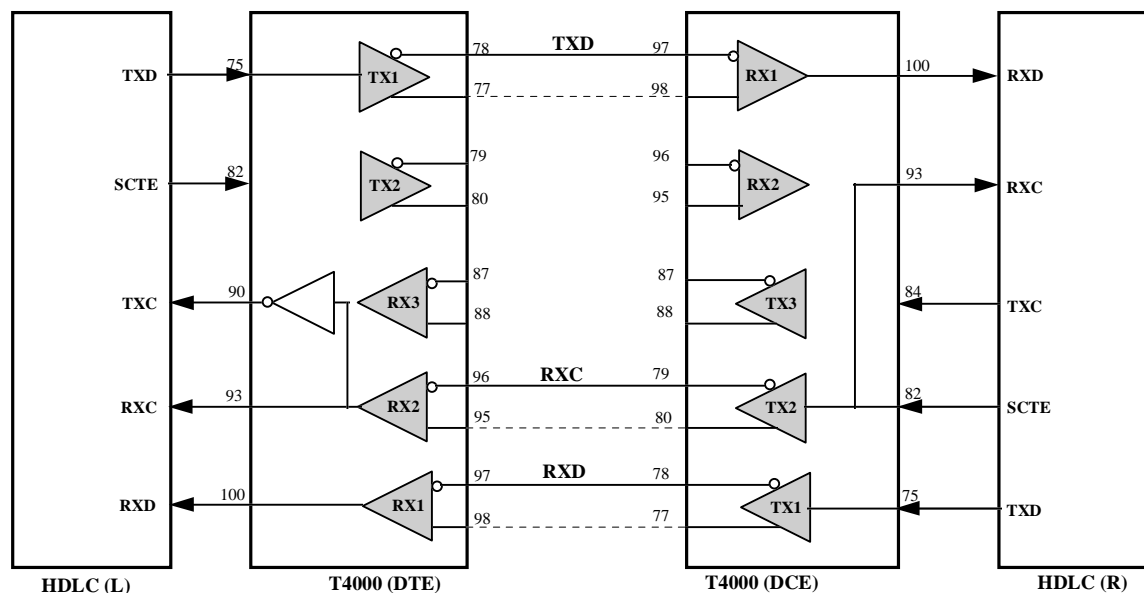 78 TXD 97
TXD 75 TX1 RX1 100 RXD
77 98
79 96
SCTE 82 TX2 RX2 93 RXC
80 95
87 87
TXC 90 RX3 TX3 84 TXC
88 88
96 RXC 79
RXC 93 RX2 TX2 82 SCTE
95 80
97 RXD 78
RXD 100 RX1 TX1 75 TXD
98 77
HDLC (L) T4000 (DTE) T4000 (DCE) HDLC (R)